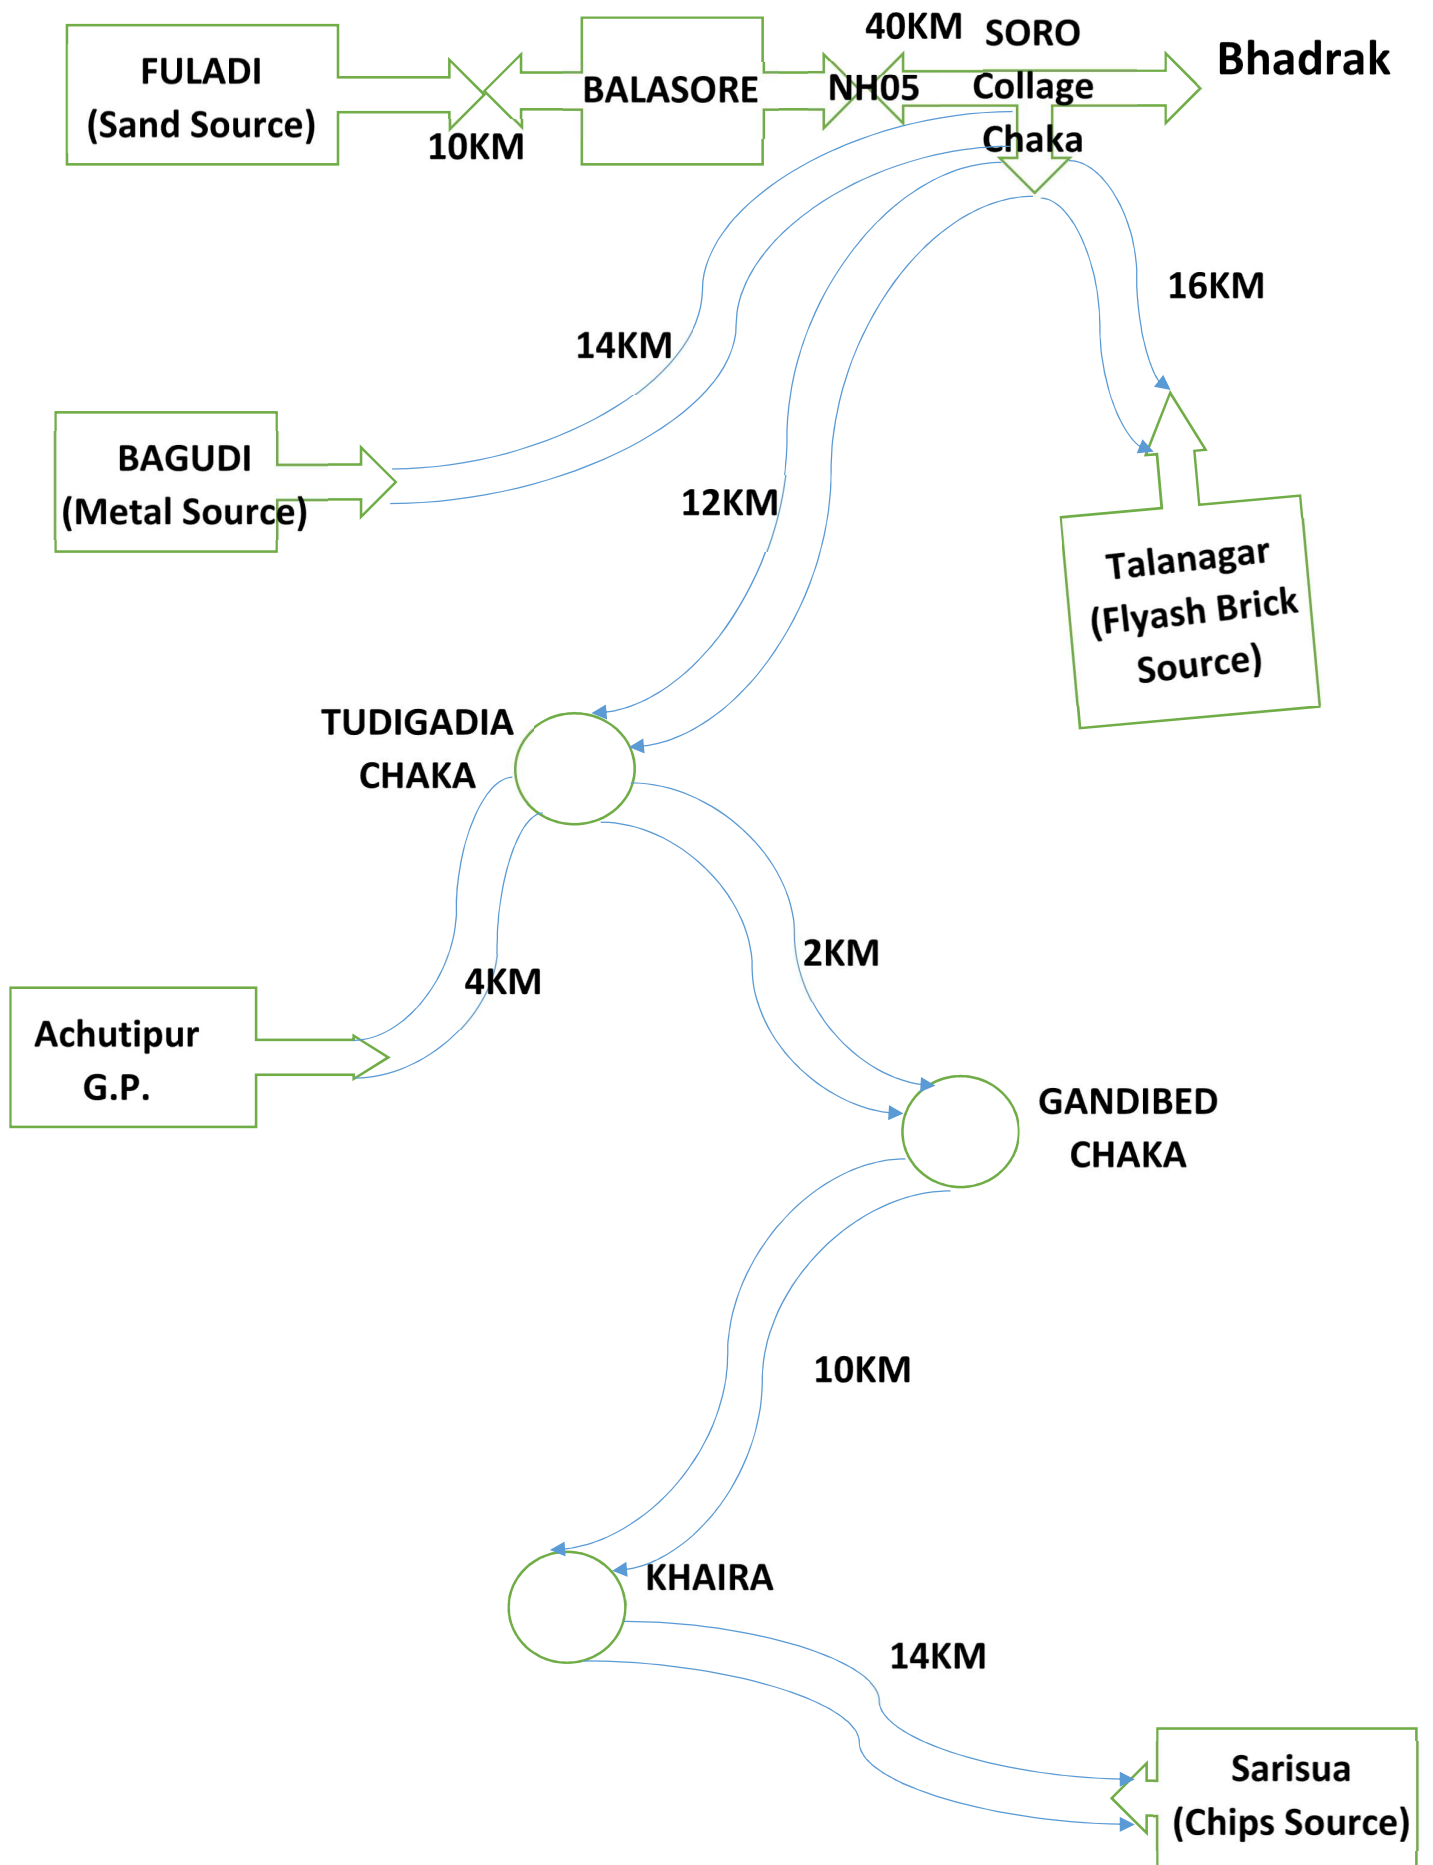 40KM
SORO
Bhadrak
FULADI
(Sand Source)
10KM
BALASORE
NH05
Collage
Chaka
16KM
14KM
BAGUDI
(Metal Source)
12KM
Talanagar
(Flyash Brick
Source)
TUDIGADIA
CHAKA
2KM
4KM
Achutipur
G.P.
GANDIBED
CHAKA
10KM
KHAIRA
14KM
Sarisua
(Chips Source)